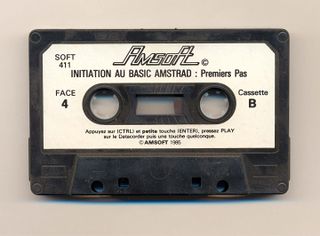 Amsoft ©
SOFT
411
INITIATION AU BASIC AMSTRAD : Premiers Pas
FACE
4
Cassette
B
Appuyez sur (CTRL) et petite touche (ENTER), pressez PLAY
sur le Datacorder puis une touche quelconque.
© AMSOFT 1985